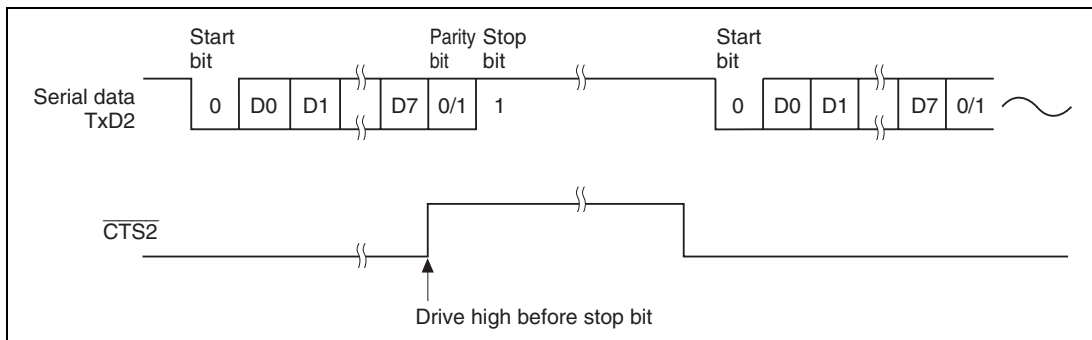 Start bit
Parity bit
Stop bit
Start bit
Serial data TxD2
0 D0 D1 D7 0/1 1 0 D0 D1 D7 0/1
CTS2
Drive high before stop bit